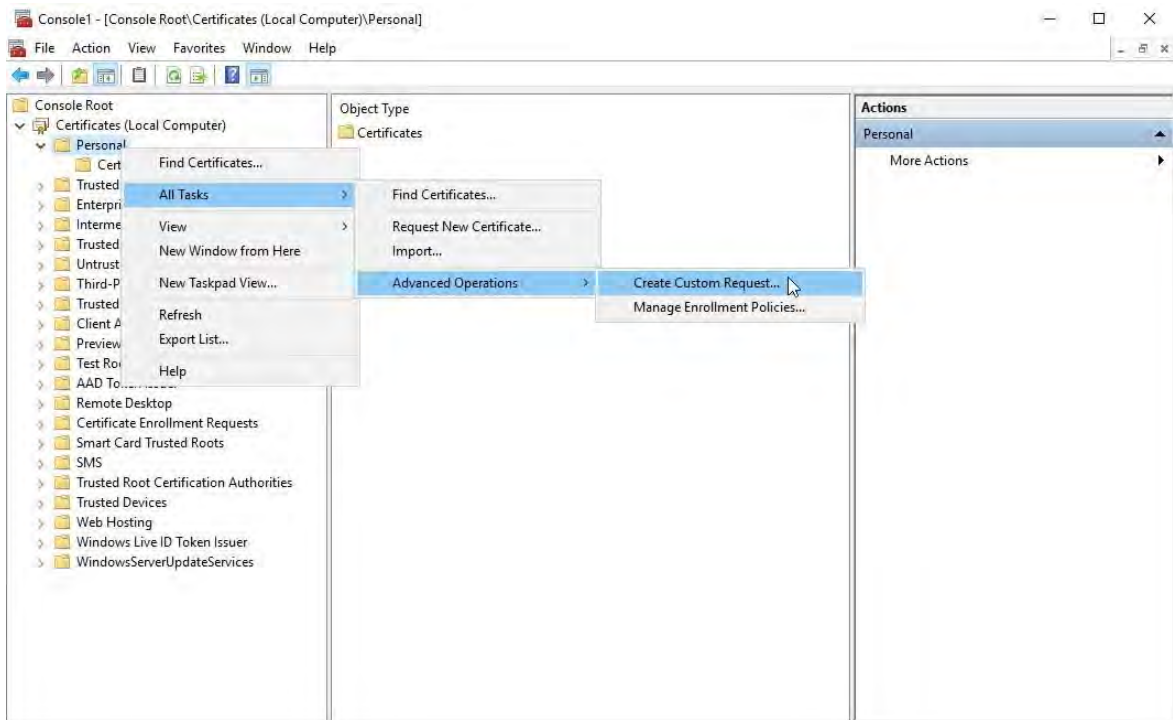 Console1 - [Console Root\Certificates (Local Computer)\Personal]
File Action View Favorites Window Help
Console Root
Certificates (Local Computer)
Personal
Cert
Trusted
Enterpri
Interme
Trusted
Untrust
Third-P
Trusted
Client A
Preview
Test Ro
AAD To
Remote Desktop
Certificate Enrollment Requests
Smart Card Trusted Roots
SMS
Trusted Root Certification Authorities
Trusted Devices
Web Hosting
Windows Live ID Token Issuer
WindowsServerUpdateServices
Find Certificates...
All Tasks
View
New Window from Here
New Taskpad View...
Refresh
Export List...
Help
Object Type
Certificates
Find Certificates...
Request New Certificate...
Import...
Advanced Operations
Create Custom Request...
Manage Enrollment Policies...
Actions
Personal
More Actions